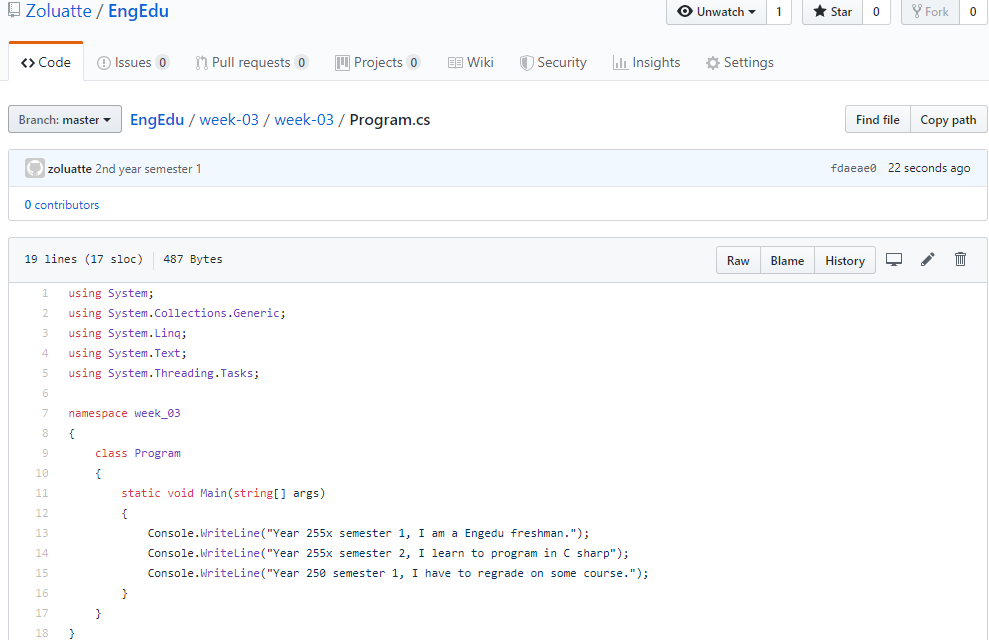 Zoluatte / EngEdu
Unwatch 1 Star 0 Fork 0
Code Issues 0 Pull requests 0 Projects 0 Wiki Security Insights Settings
Branch: master EngEdu / week-03 / week-03 / Program.cs Find file Copy path
zoluatte 2nd year semester 1 fdaeae0 22 seconds ago
0 contributors
19 lines (17 sloc) 487 Bytes Raw Blame History
1 using System;
2 using System.Collections.Generic;
3 using System.Linq;
4 using System.Text;
5 using System.Threading.Tasks;
6
7 namespace week_03
8 {
9 class Program
10 {
11 static void Main(string[] args)
12 {
13 Console.WriteLine("Year 255x semester 1, I am a Engedu freshman.");
14 Console.WriteLine("Year 255x semester 2, I learn to program in C sharp");
15 Console.WriteLine("Year 250 semester 1, I have to regrade on some course.");
16 }
17 }
18 }